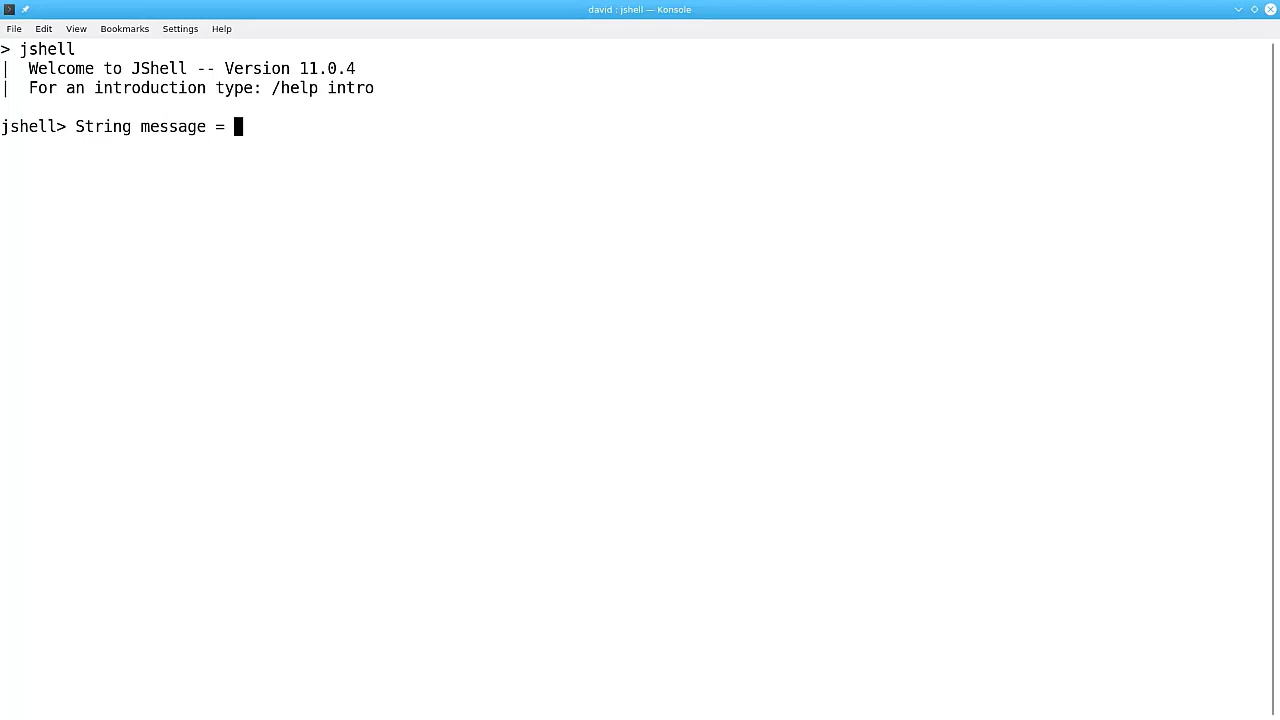 david : jshell — Konsole
File Edit View Bookmarks Settings Help
> jshell
| Welcome to JShell -- Version 11.0.4
| For an introduction type: /help intro
jshell> String message =